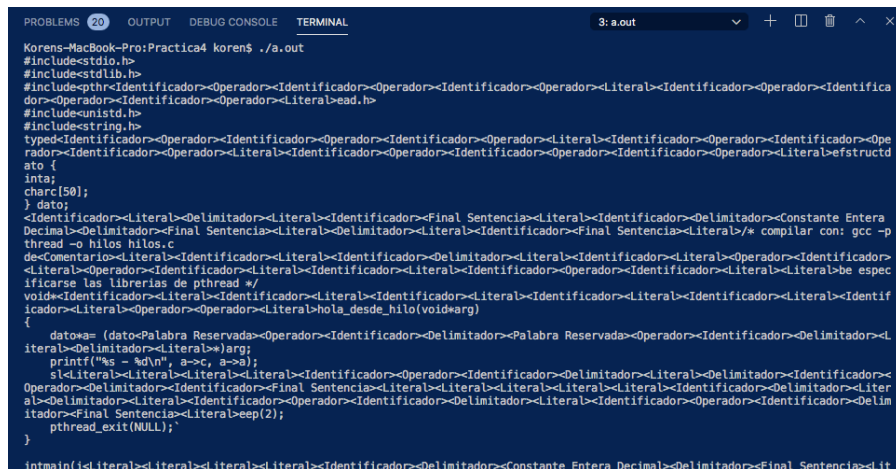 PROBLEMS 20 OUTPUT DEBUG CONSOLE TERMINAL 3: a.out
Korens-MacBook-Pro:Practica4 koren$ ./a.out
#include<stdio.h>
#include<stdlib.h>
#include<pthr<Identificador><Operador><Identificador><Operador><Identificador><Operador><Literal><Identificador><Operador><Identifica
dor><Operador><Identificador><Operador><Literal>ead.h>
#include<unistd.h>
#include<string.h>
typed<Identificador><Operador><Identificador><Operador><Identificador><Operador><Literal><Identificador><Operador><Identificador><Ope
rador><Identificador><Operador><Literal><Identificador><Operador><Identificador><Operador><Identificador><Operador><Literal>efstructd
ato {
inta;
charc[50];
} dato;
<Identificador><Literal><Delimitador><Literal><Identificador><Final Sentencia><Literal><Identificador><Delimitador><Constante Entera
Decimal><Delimitador><Final Sentencia><Literal><Delimitador><Literal><Identificador><Final Sentencia><Literal>/* compilar con: gcc -p
thread -o hilos hilos.c
de<Comentario><Literal><Identificador><Literal><Identificador><Delimitador><Literal><Identificador><Literal><Operador><Identificador>
<Literal><Operador><Identificador><Literal><Identificador><Literal><Identificador><Operador><Identificador><Literal><Literal>be espec
ificarse las librerias de pthread */
void*<Identificador><Literal><Identificador><Literal><Identificador><Literal><Identificador><Literal><Identificador><Literal><Identif
icador><Literal><Operador><Operador><Literal>hola_desde_hilo(void*arg)
{
dato*a= (dato<Palabra Reservada><Operador><Identificador><Delimitador><Palabra Reservada><Operador><Identificador><Delimitador><L
iteral><Delimitador><Literal>*)arg;
printf("%s - %d\n", a->c, a->a);
sl<Literal><Literal><Literal><Literal><Identificador><Operador><Identificador><Delimitador><Literal><Delimitador><Identificador><
Operador><Delimitador><Identificador><Final Sentencia><Literal><Literal><Literal><Literal><Literal><Identificador><Delimitador><Liter
al><Delimitador><Literal><Identificador><Operador><Identificador><Delimitador><Literal><Identificador><Operador><Identificador><Delim
itador><Final Sentencia><Literal>eep(2);
pthread_exit(NULL);`
}
intmain(i<Literal><Literal><Literal><Literal><Identificador><Delimitador><Constante Entera Decimal><Delimitador><Final Sentencia><Lit